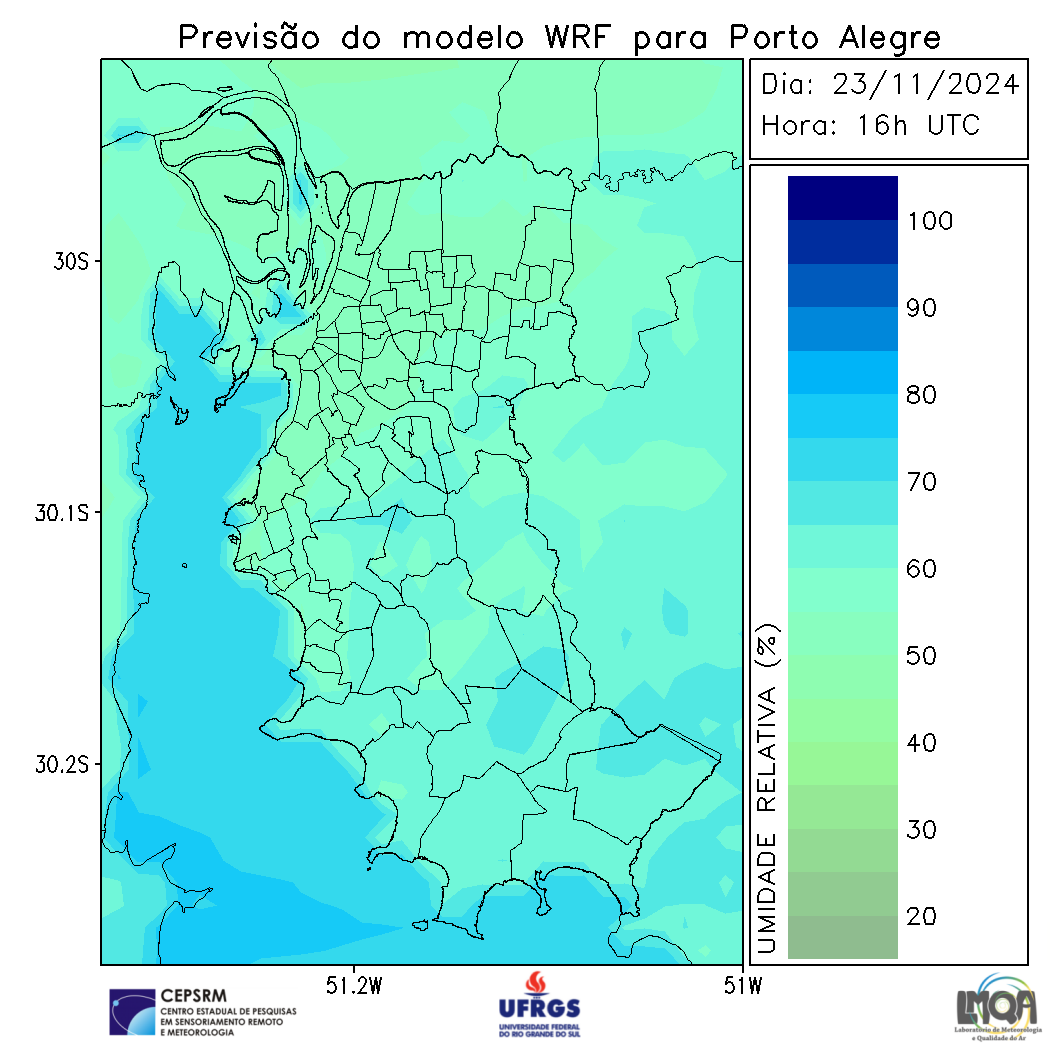 Previsão do modelo WRF para Porto Alegre
Dia: 23/11/2024
Hora: 16h UTC
30S
30.1S
30.2S
51.2W
51W
100
90
80
70
60
50
40
30
20
UMIDADE RELATIVA (%)
CEPSRM
CENTRO ESTADUAL DE PESQUISAS
EM SENSORIAMENTO REMOTO
E METEOROLOGIA
UFRGS
UNIVERSIDADE FEDERAL
DO RIO GRANDE DO SUL
LMQA
Laboratório de Meteorologia
e Qualidade do Ar